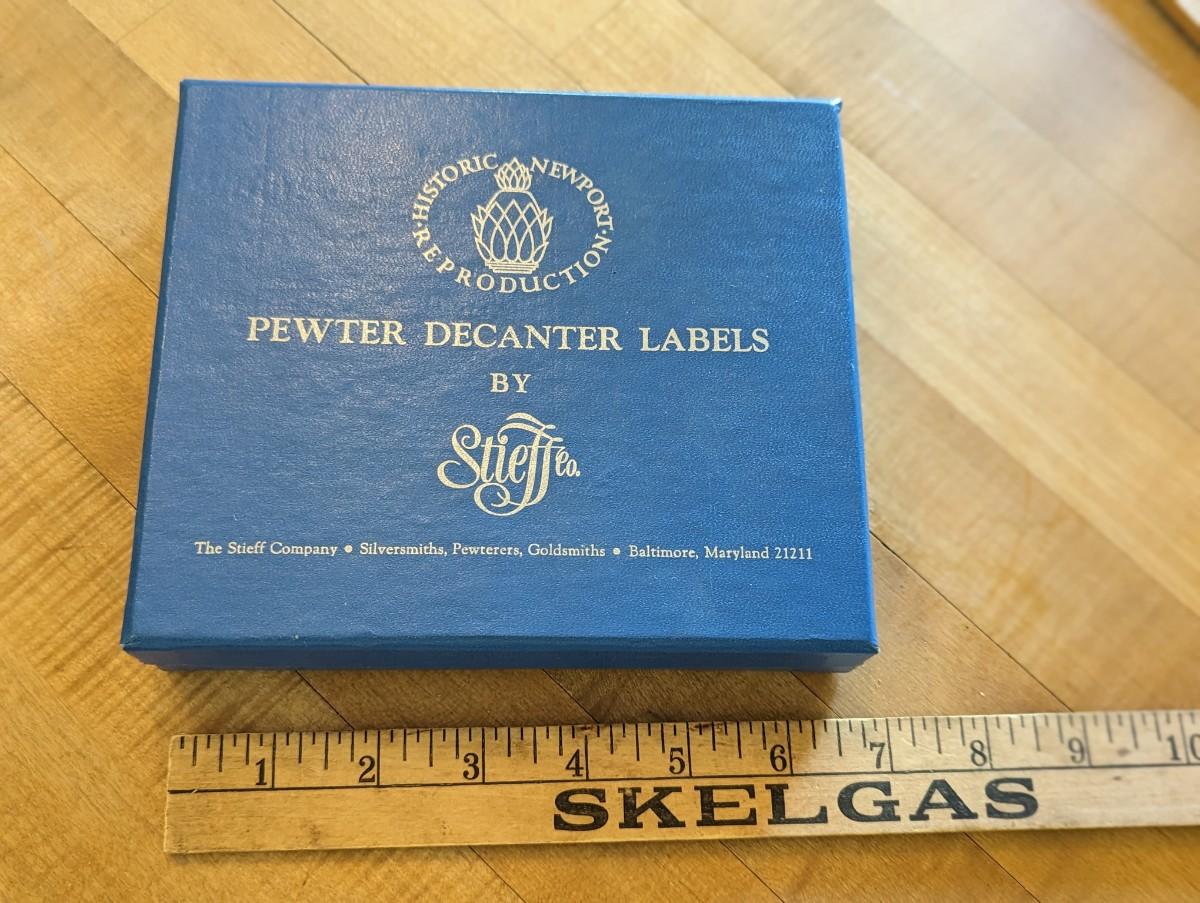 HISTORIC NEWPORT
REPRODUCTION
PEWTER DECANTER LABELS
BY
Stieff Co.
The Stieff Company • Silversmiths, Pewterers, Goldsmiths • Baltimore, Maryland 21211
1 2 3 4 5 6 7 8 9 10
SKELGAS